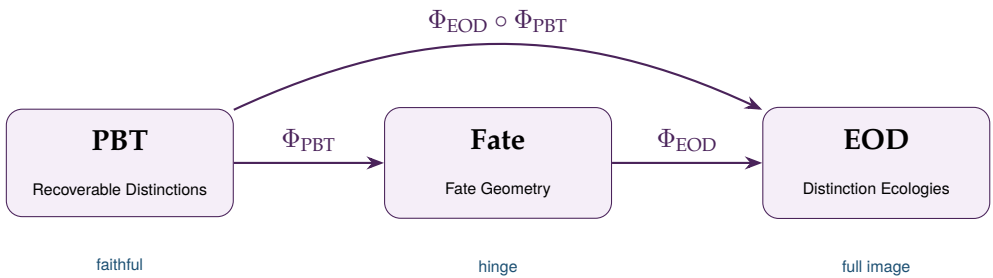 Φ_EOD ∘ Φ_PBT
PBT
Φ_PBT
Fate
Φ_EOD
EOD
Recoverable Distinctions
Fate Geometry
Distinction Ecologies
faithful
hinge
full image